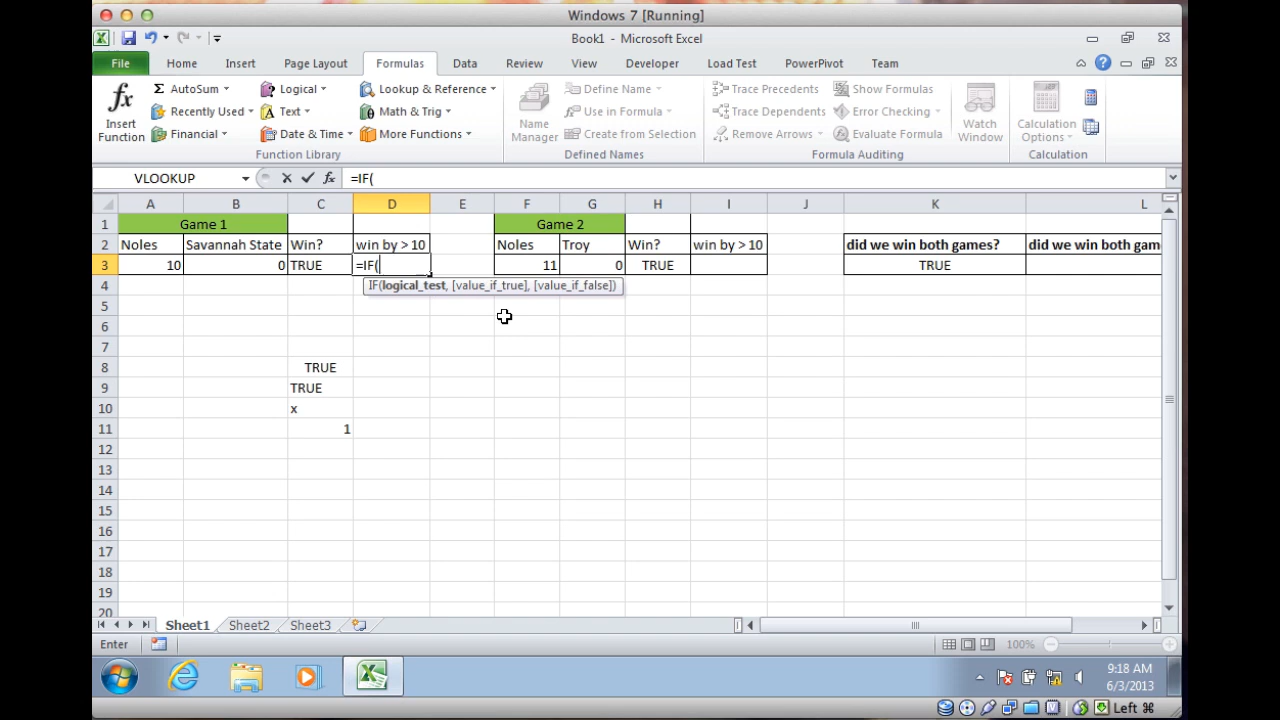 Windows 7 [Running]
Book1 - Microsoft Excel
File Home Insert Page Layout Formulas Data Review View Developer Load Test PowerPivot Team
Insert Function
Σ AutoSum
Recently Used
Financial
Logical
Text
Date & Time
Lookup & Reference
Math & Trig
More Functions
Function Library
Name Manager
Define Name
Use in Formula
Create from Selection
Defined Names
Trace Precedents
Trace Dependents
Remove Arrows
Show Formulas
Error Checking
Evaluate Formula
Formula Auditing
Watch Window
Calculation Options
Calculation
VLOOKUP fx =IF(
A B C D E F G H I J K L
1 Game 1 Game 2
2 Noles Savannah State Win? win by > 10 Noles Troy Win? win by > 10 did we win both games? did we win both gam
3 10 0 TRUE =IF( 11 0 TRUE TRUE
4 IF(logical_test, [value_if_true], [value_if_false])
5
6
7
8 TRUE
9 TRUE
10 x
11 1
12
13
14
15
16
17
18
19
20
Sheet1 Sheet2 Sheet3
Enter 100%
9:18 AM
6/3/2013
Left ⌘